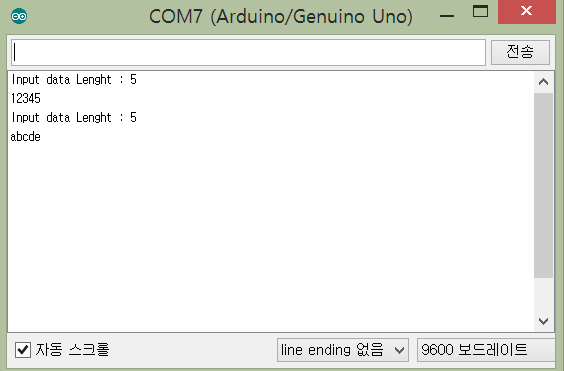 COM7 (Arduino/Genuino Uno)
전송
Input data Lenght : 5
12345
Input data Lenght : 5
abcde
자동 스크롤
line ending 없음
9600 보드레이트